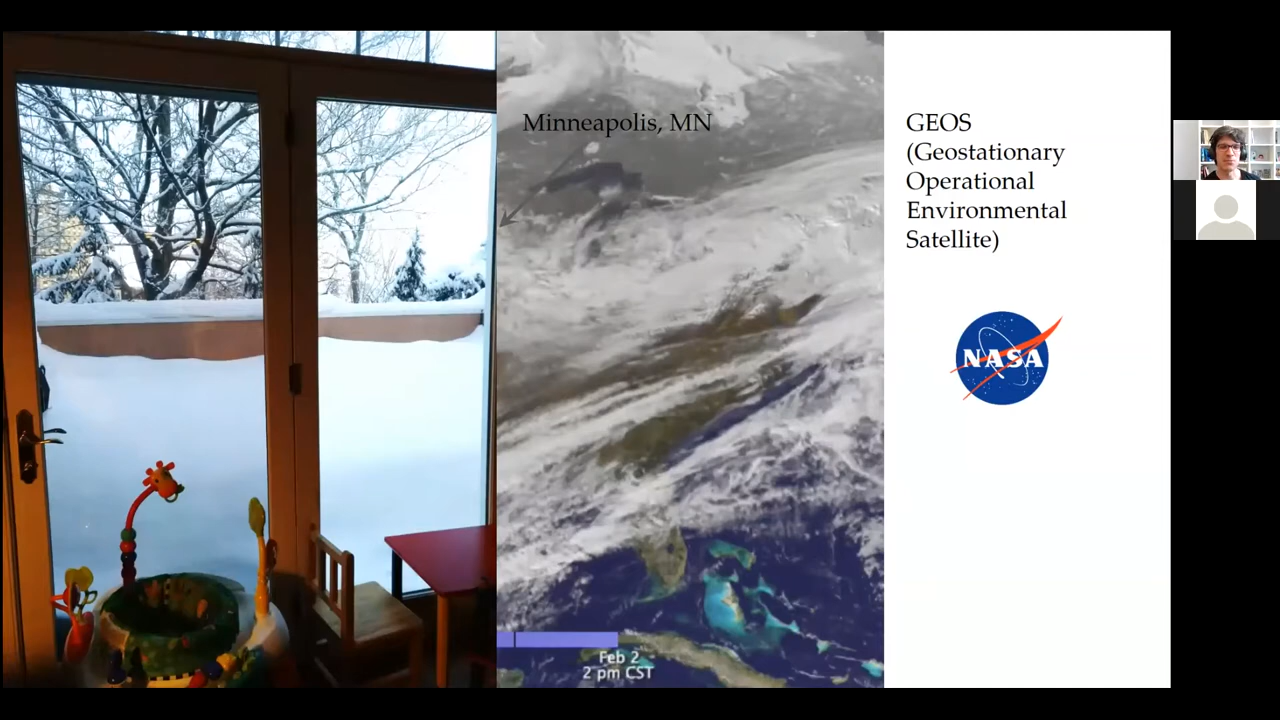 Minneapolis, MN
Feb 2
2 pm CST
GEOS
(Geostationary
Operational
Environmental
Satellite)
NASA